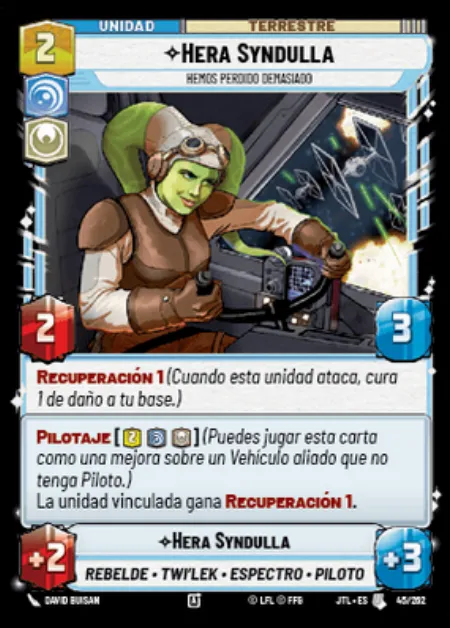 UNIDAD
TERRESTRE
2
HERA SYNDULLA
HEMOS PERDIDO DEMASIADO
2
3
RECUPERACIÓN 1 (Cuando esta unidad ataca, cura
1 de daño a tu base.)
PILOTAJE [2] (Puedes jugar esta carta
como una mejora sobre un Vehículo aliado que no
tenga Piloto.)
La unidad vinculada gana RECUPERACIÓN 1.
+2
HERA SYNDULLA
+3
REBELDE • TWI'LEK • ESPECTRO • PILOTO
DAVID BUISAN
A
© LFL © FFG
JTL • ES
45/262